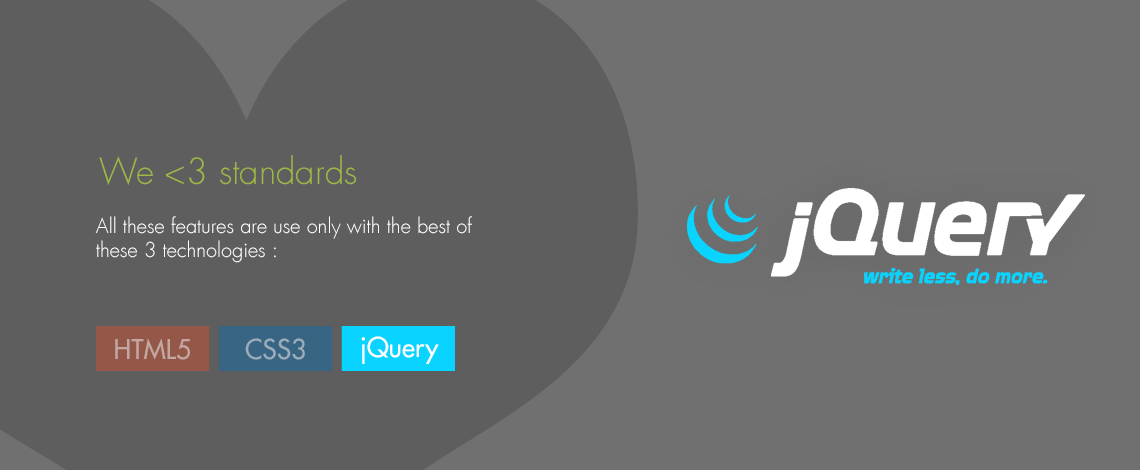 We <3 standards
All these features are use only with the best of
these 3 technologies :
HTML5
CSS3
jQuery
jQuery
write less, do more.